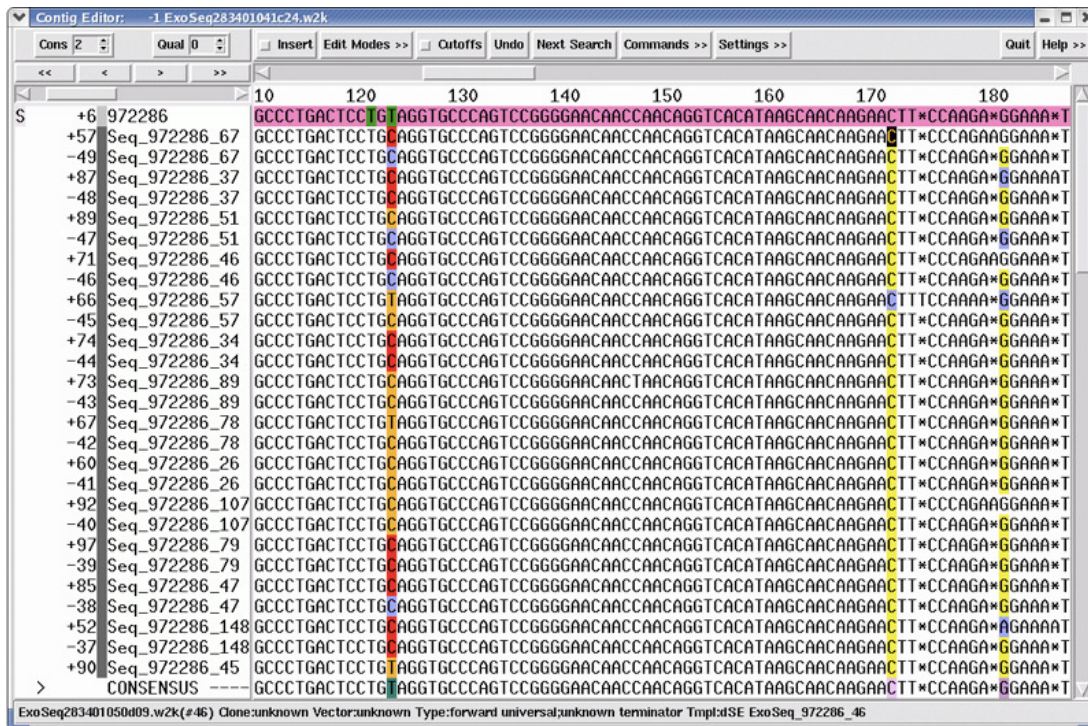 Contig Editor: -1 ExoSeq283401041c24.w2k
Cons 2 Qual 0 Insert Edit Modes >> Cutoffs Undo Next Search Commands >> Settings >> Quit Help >>
<< < > >>
10 120 130 140 150 160 170 180
S +6 972286 GCCCTGACTCCTGTAGGTGCCCAGTCCGGGGAACAACCAACAGGTCACATAAGCAACAAGAACTT*CCAAGA*GGAAA*T
+57 Seq_972286_67 GCCCTGACTCCTGCAGGTGCCCAGTCCGGGGAACAACCAACAGGTCACATAAGCAACAAGAACTT*CCCAGAAGGAAA*T
-49 Seq_972286_67 GCCCTGACTCCTGCAGGTGCCCAGTCCGGGGAACAACCAACAGGTCACATAAGCAACAAGAACTT*CCAAGA*GGAAA*T
+87 Seq_972286_37 GCCCTGACTCCTGCAGGTGCCCAGTCCGGGGAACAACCAACAGGTCACATAAGCAACAAGAACTT*CCAAGA*GGAAAAT
-48 Seq_972286_37 GCCCTGACTCCTGCAGGTGCCCAGTCCGGGGAACAACCAACAGGTCACATAAGCAACAAGAACTT*CCAAGA*GGAAA*T
+89 Seq_972286_51 GCCCTGACTCCTGCAGGTGCCCAGTCCGGGGAACAACCAACAGGTCACATAAGCAACAAGAACTT*CCAAGA*GGAAA*T
-47 Seq_972286_51 GCCCTGACTCCTGCAGGTGCCCAGTCCGGGGAACAACCAACAGGTCACATAAGCAACAAGAACTT*CCAAGA*GGAAA*T
+71 Seq_972286_46 GCCCTGACTCCTGCAGGTGCCCAGTCCGGGGAACAACCAACAGGTCACATAAGCAACAAGAACTT*CCCAGAAGGAAA*T
-46 Seq_972286_46 GCCCTGACTCCTGCAGGTGCCCAGTCCGGGGAACAACCAACAGGTCACATAAGCAACAAGAACTT*CCAAGA*GGAAA*T
+66 Seq_972286_57 GCCCTGACTCCTGTAGGTGCCCAGTCCGGGGAACAACCAACAGGTCACATAAGCAACAAGAACTTTCCAAAA*GGAAA*T
-45 Seq_972286_57 GCCCTGACTCCTGCAGGTGCCCAGTCCGGGGAACAACCAACAGGTCACATAAGCAACAAGAACTT*CCAAGA*GGAAA*T
+74 Seq_972286_34 GCCCTGACTCCTGCAGGTGCCCAGTCCGGGGAACAACCAACAGGTCACATAAGCAACAAGAACTT*CCAAGA*GGAAA*T
-44 Seq_972286_34 GCCCTGACTCCTGCAGGTGCCCAGTCCGGGGAACAACCAACAGGTCACATAAGCAACAAGAACTT*CCAAGA*GGAAA*T
+73 Seq_972286_89 GCCCTGACTCCTGCAGGTGCCCAGTCCGGGGAACAACTAACAGGTCACATAAGCAACAAGAACTT*CCAAGA*GGAAA*T
-43 Seq_972286_89 GCCCTGACTCCTGCAGGTGCCCAGTCCGGGGAACAACCAACAGGTCACATAAGCAACAAGAACTT*CCAAGA*GGAAA*T
+67 Seq_972286_78 GCCCTGACTCCTGTAGGTGCCCAGTCCGGGGAACAACCAACAGGTCACATAAGCAACAAGAACTT*CCAAGA*GGAAA*T
-42 Seq_972286_78 GCCCTGACTCCTGCAGGTGCCCAGTCCGGGGAACAACCAACAGGTCACATAAGCAACAAGAACTT*CCAAGA*GGAAA*T
+60 Seq_972286_26 GCCCTGACTCCTGCAGGTGCCCAGTCCGGGGAACAACCAACAGGTCACATAAGCAACAAGAACTT*CCAAGA*GGAAA*T
-41 Seq_972286_26 GCCCTGACTCCTGCAGGTGCCCAGTCCGGGGAACAACCAACAGGTCACATAAGCAACAAGAACTT*CCAAGA*GGAAA*T
+92 Seq_972286_107 GCCCTGACTCCTGCAGGTGCCCAGTCCGGGGAACAACCAACAGGTCACATAAGCAACAAGAACTT*CCCAGAGGGAAA*T
-40 Seq_972286_107 GCCCTGACTCCTGCAGGTGCCCAGTCCGGGGAACAACCAACAGGTCACATAAGCAACAAGAACTT*CCAAGA*GGAAA*T
+97 Seq_972286_79 GCCCTGACTCCTGCAGGTGCCCAGTCCGGGGAACAACCAACAGGTCACATAAGCAACAAGAACTT*CCAAGA*GGAAA*T
-39 Seq_972286_79 GCCCTGACTCCTGCAGGTGCCCAGTCCGGGGAACAACCAACAGGTCACATAAGCAACAAGAACTT*CCAAGA*GGAAA*T
+85 Seq_972286_47 GCCCTGACTCCTGCAGGTGCCCAGTCCGGGGAACAACCAACAGGTCACATAAGCAACAAGAACTT*CCAAGA*GGAAA*T
-38 Seq_972286_47 GCCCTGACTCCTGCAGGTGCCCAGTCCGGGGAACAACCAACAGGTCACATAAGCAACAAGAACTT*CCAAGA*GGAAA*T
+52 Seq_972286_148 GCCCTGACTCCTGCAGGTGCCCAGTCCGGGGAACAACCAACAGGTCACATAAGCAACAAGAACTT*CCAAGA*AGAAAAT
-37 Seq_972286_148 GCCCTGACTCCTGCAGGTGCCCAGTCCGGGGAACAACCAACAGGTCACATAAGCAACAAGAACTT*CCAAGA*GGAAA*T
+90 Seq_972286_45 GCCCTGACTCCTGTAGGTGCCCAGTCCGGGGAACAACCAACAGGTCACATAAGCAACAAGAACTT*CCAAGA*GGAAA*T
> CONSENSUS ---- GCCCTGACTCCTGTAGGTGCCCAGTCCGGGGAACAACCAACAGGTCACATAAGCAACAAGAACTT*CCAAGA*GGAAA*T
ExoSeq283401050d09.w2k(#46) Clone:unknown Vector:unknown Type:forward universal;unknown terminator Tmpl:dSE ExoSeq_972286_46